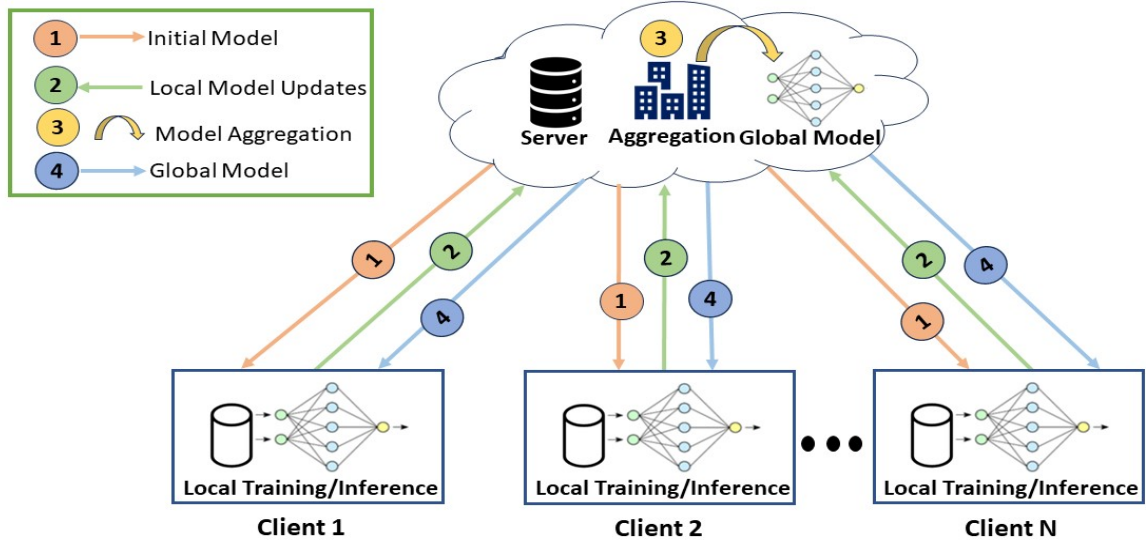 1 Initial Model
2 Local Model Updates
3 Model Aggregation
4 Global Model
3
Server Aggregation Global Model
1 2 4 1 2 4 1 2 4
Local Training/Inference Local Training/Inference Local Training/Inference
Client 1 Client 2 Client N